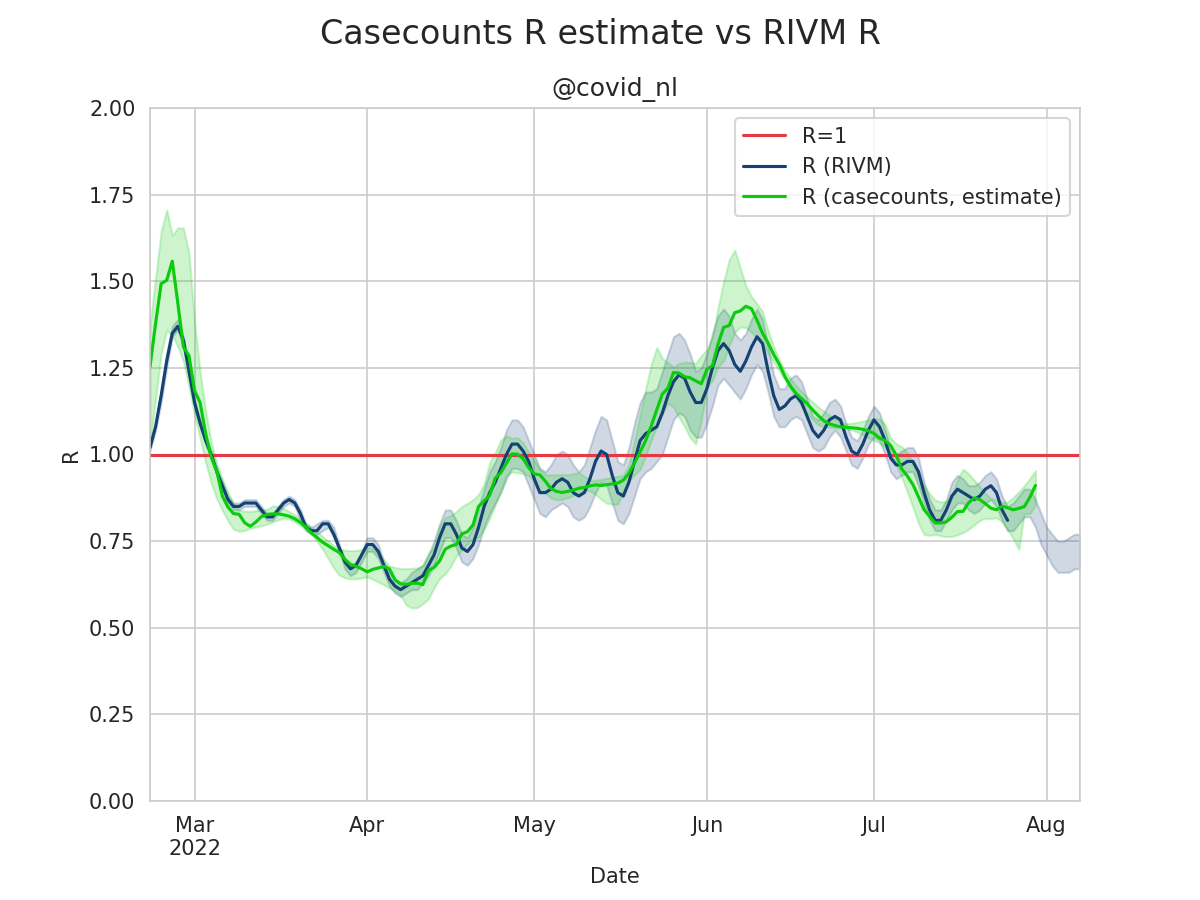 Casecounts R estimate vs RIVM R
@covid_nl
R=1
R (RIVM)
R (casecounts, estimate)
2.00
1.75
1.50
1.25
1.00
0.75
0.50
0.25
0.00
R
Mar Apr May Jun Jul Aug
2022
Date